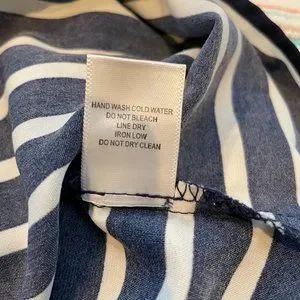 HAND WASH COLD WATER
DO NOT BLEACH
LINE DRY
IRON LOW
DO NOT DRY CLEAN